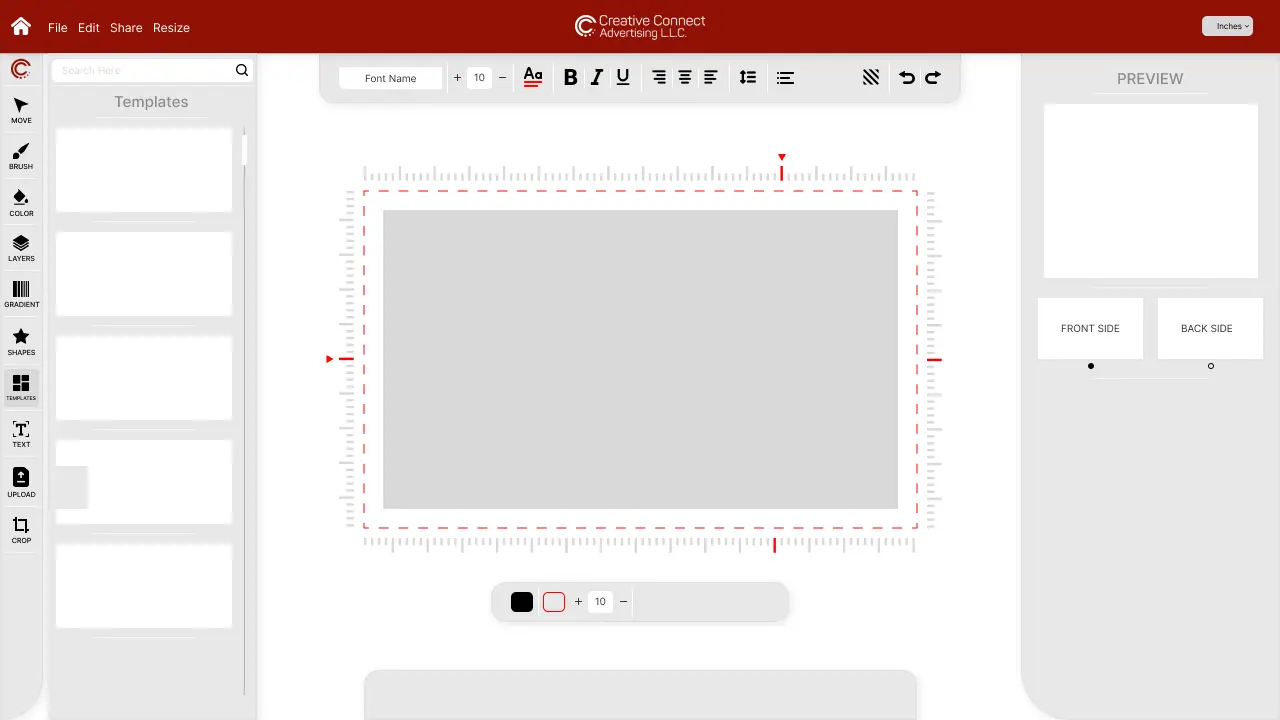 File Edit Share Resize
Creative Connect
Advertising L.L.C.
Inches
Search Here
Font Name
+ 10 −
Aa
B I U
PREVIEW
Templates
MOVE
BRUSH
COLOR
LAYERS
GRADIENT
SHAPES
TEMPLATES
TEXT
UPLOAD
CROP
FRONT SIDE
BACK SIDE
+ 10 −